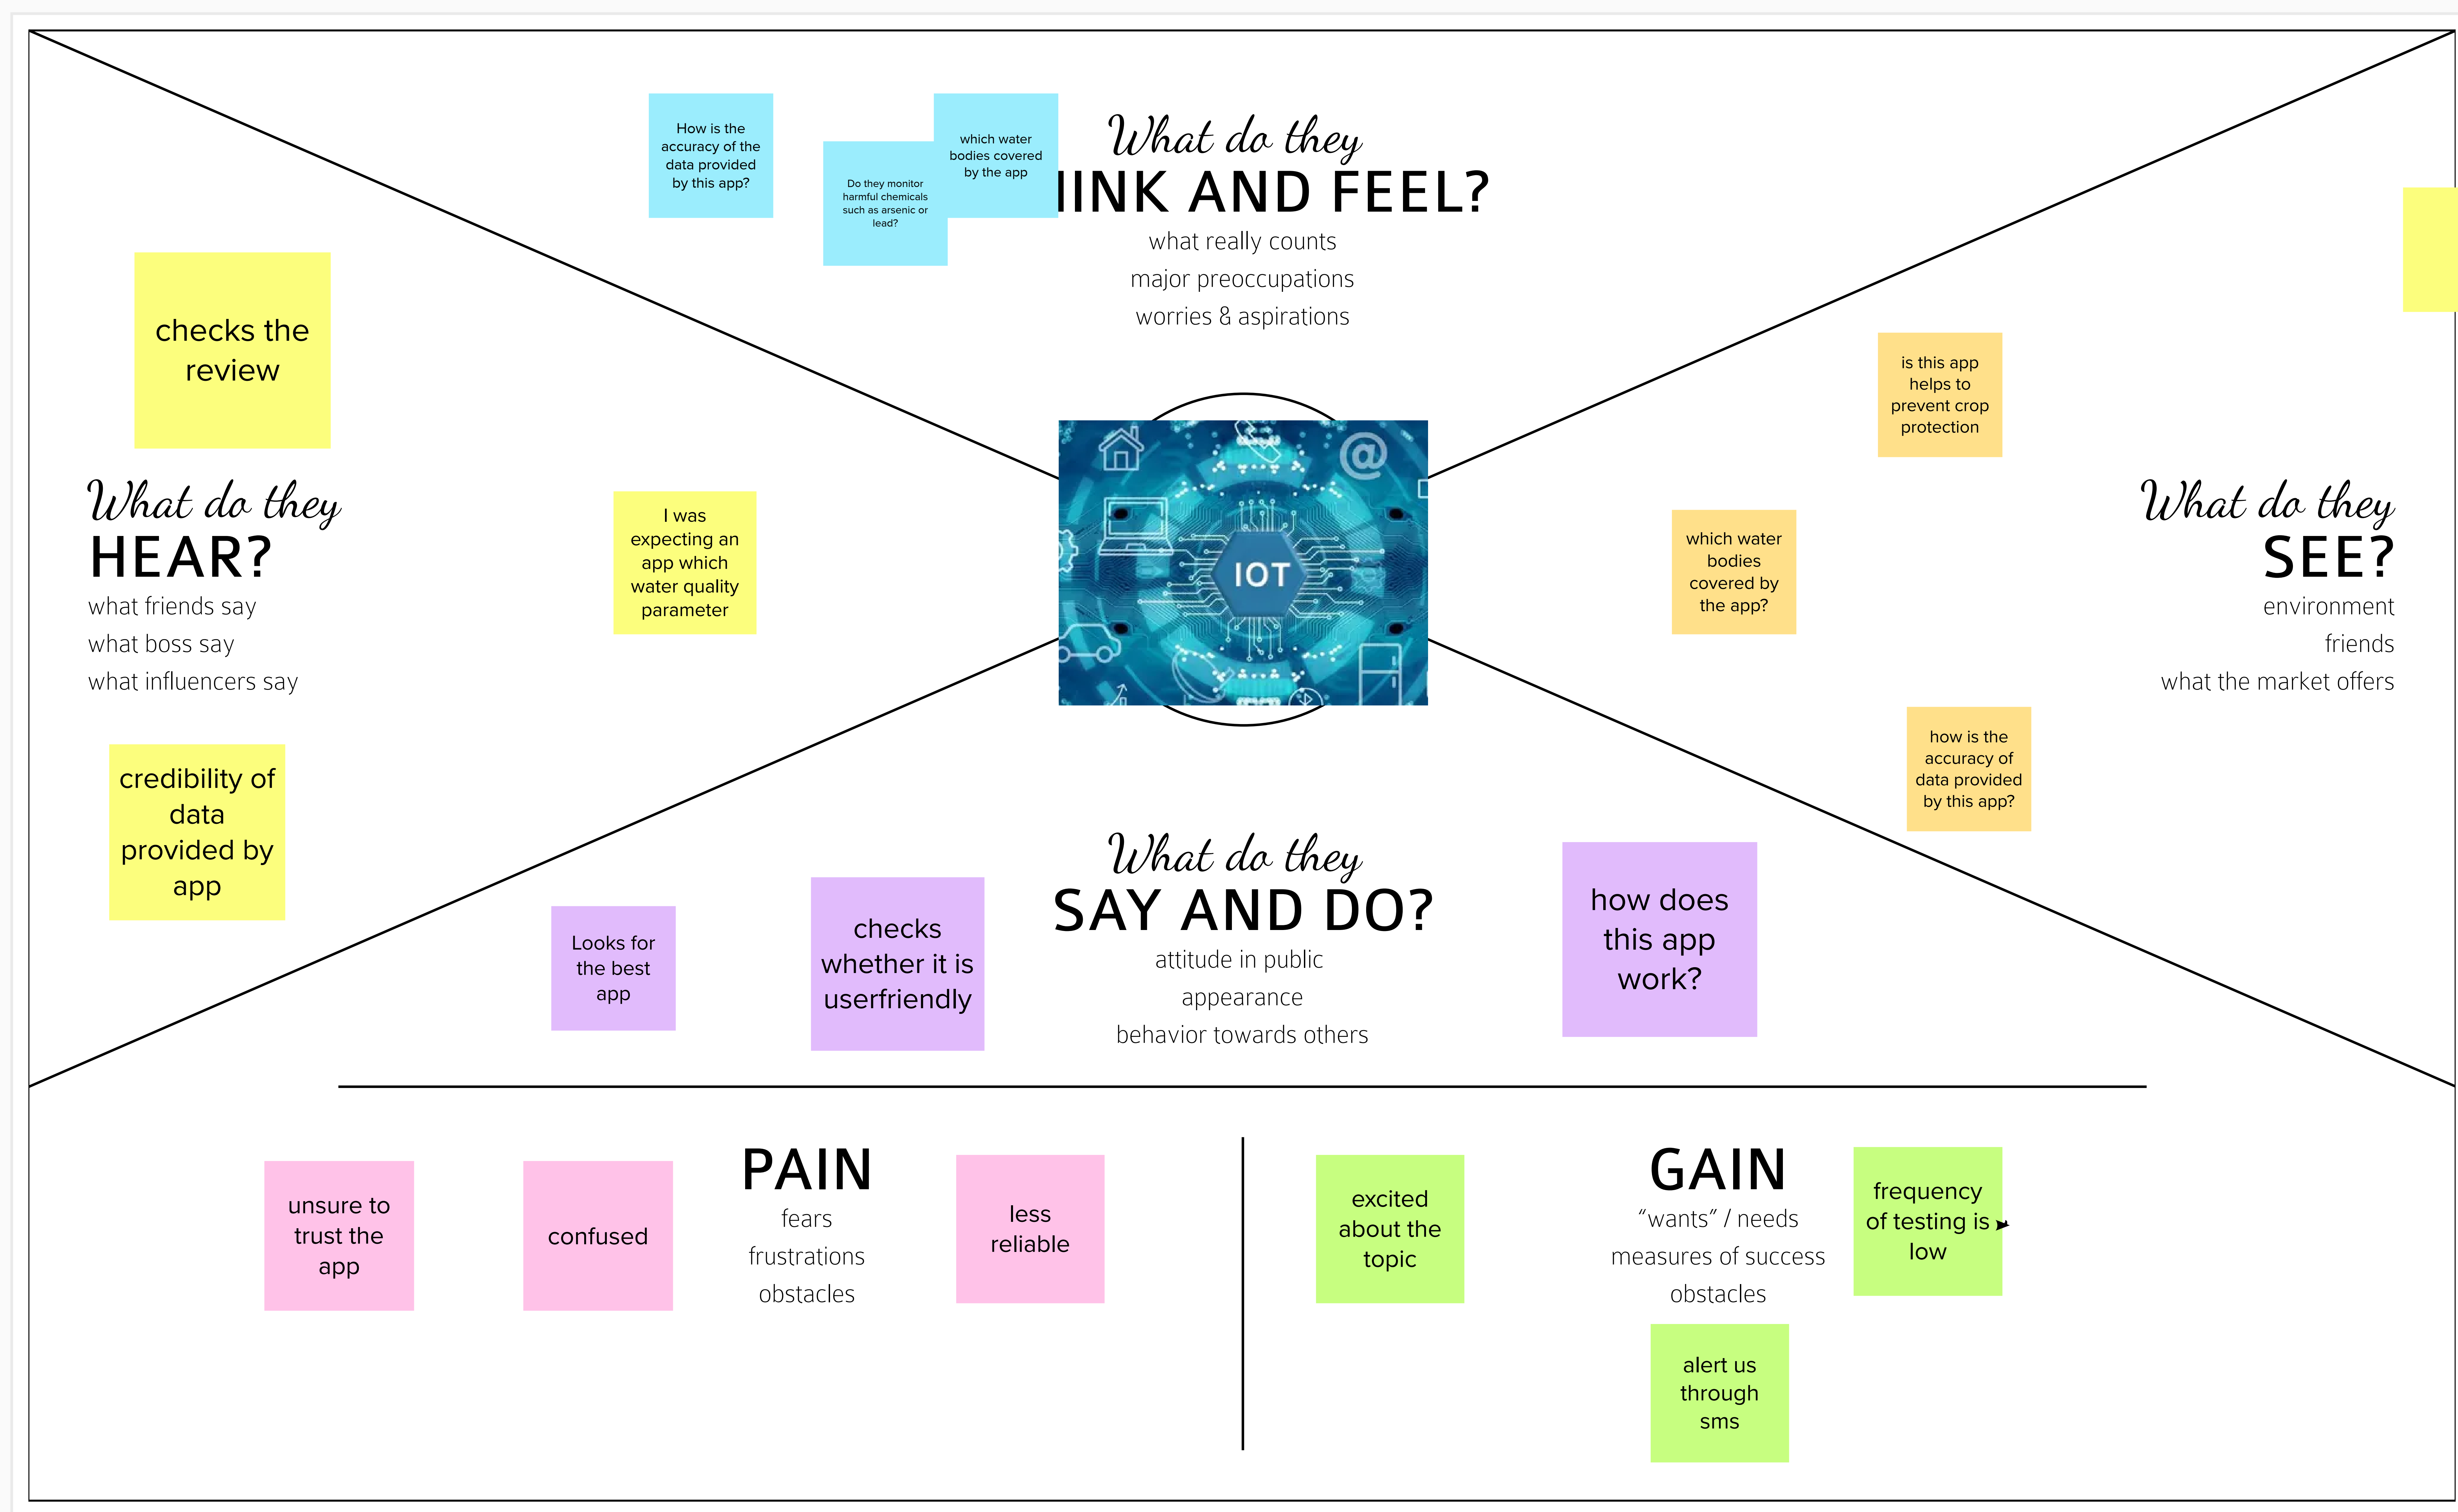 How is the
accuracy of the
data provided
by this app?
Do they monitor
harmful chemicals
such as arsenic or
lead?
which water
bodies covered
by the app
What do they
INK AND FEEL?
what really counts
major preoccupations
worries & aspirations
checks the
review
What do they
HEAR?
what friends say
what boss say
what influencers say
I was
expecting an
app which
water quality
parameter
credibility of
data
provided by
app
@
IOT
is this app
helps to
prevent crop
protection
which water
bodies
covered by
the app?
how is the
accuracy of
data provided
by this app?
What do they
SEE?
environment
friends
what the market offers
What do they
SAY AND DO?
attitude in public
appearance
behavior towards others
Looks for
the best
app
checks
whether it is
userfriendly
how does
this app
work?
PAIN
fears
frustrations
obstacles
unsure to
trust the
app
confused
less
reliable
GAIN
“wants” / needs
measures of success
obstacles
excited
about the
topic
frequency
of testing is
low
alert us
through
sms